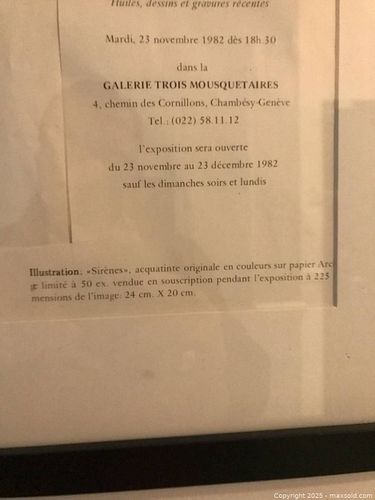 Huiles, dessins et gravures récentes
Mardi, 23 novembre 1982 dès 18h.30
dans la
GALERIE TROIS MOUSQUETAIRES
4, chemin des Cornillons, Chambésy-Genève
Tel.: (022) 58.11.12
l'exposition sera ouverte
du 23 novembre au 23 décembre 1982
sauf les dimanches soirs et lundis
Illustration: «Sirènes», acquatinte originale en couleurs sur papier Arc
limité à 50 ex. vendue en souscription pendant l'exposition à 225
mensions de l'image: 24 cm. X 20 cm.
Copyright 2025 - maxsold.com